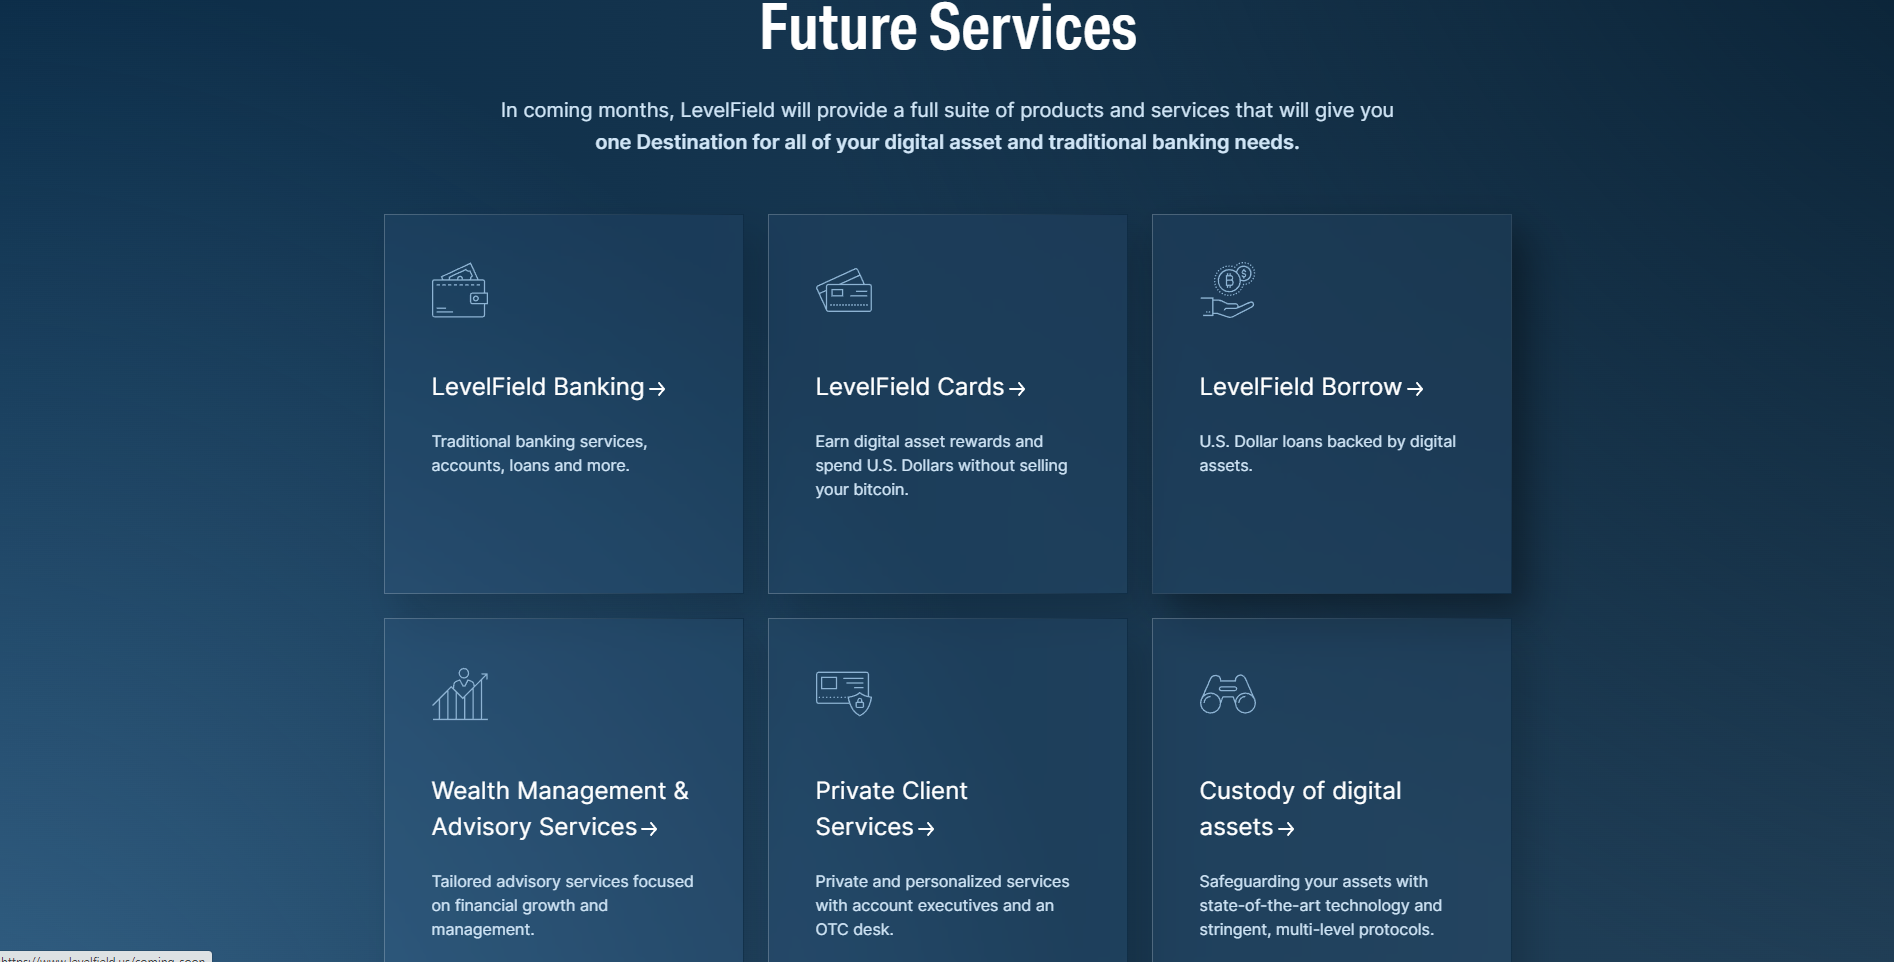 Future Services
In coming months, LevelField will provide a full suite of products and services that will give you
one Destination for all of your digital asset and traditional banking needs.
LevelField Banking→
Traditional banking services,
accounts, loans and more.
LevelField Cards→
Earn digital asset rewards and
spend U.S. Dollars without selling
your bitcoin.
LevelField Borrow→
U.S. Dollar loans backed by digital
assets.
Wealth Management &
Advisory Services→
Tailored advisory services focused
on financial growth and
management.
Private Client
Services→
Private and personalized services
with account executives and an
OTC desk.
Custody of digital
assets→
Safeguarding your assets with
state-of-the-art technology and
stringent, multi-level protocols.
https://www.levelfield.us/coming-soon